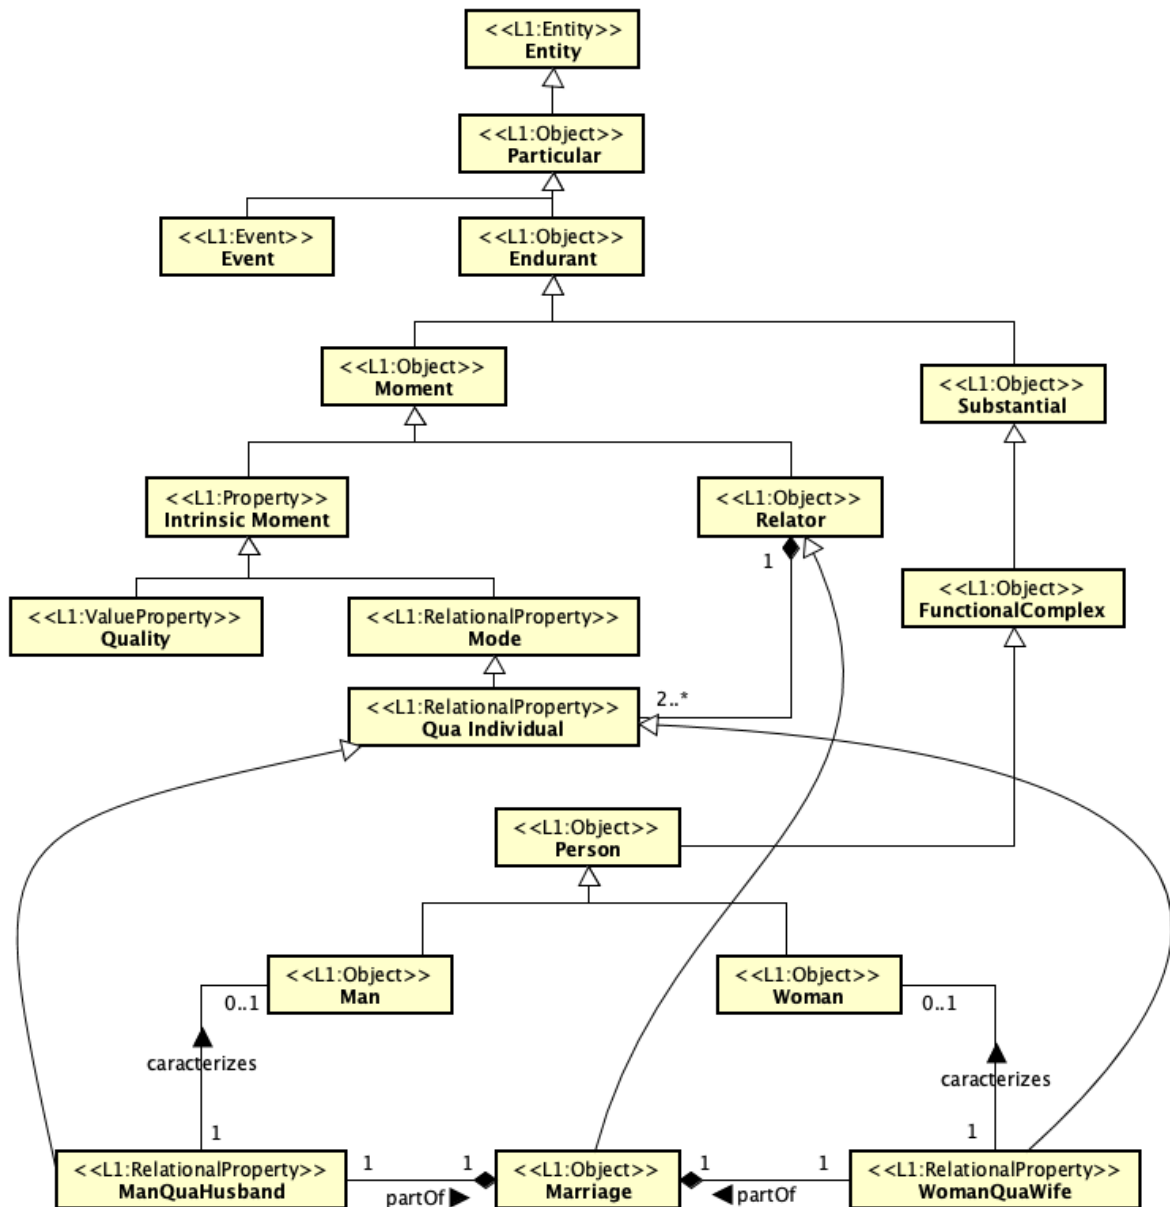 <<L1:Entity>>
Entity
<<L1:Object>>
Particular
<<L1:Event>>
Event
<<L1:Object>>
Endurant
<<L1:Object>>
Moment
<<L1:Object>>
Substantial
<<L1:Property>>
Intrinsic Moment
<<L1:Object>>
Relator
1
<<L1:ValueProperty>>
Quality
<<L1:RelationalProperty>>
Mode
<<L1:Object>>
FunctionalComplex
<<L1:RelationalProperty>>
Qua Individual
2..*
<<L1:Object>>
Person
<<L1:Object>>
Man
<<L1:Object>>
Woman
0..1
0..1
caracterizes
caracterizes
1
1
<<L1:RelationalProperty>>
ManQuaHusband
1
1
partOf
<<L1:Object>>
Marriage
1
1
partOf
<<L1:RelationalProperty>>
WomanQuaWife